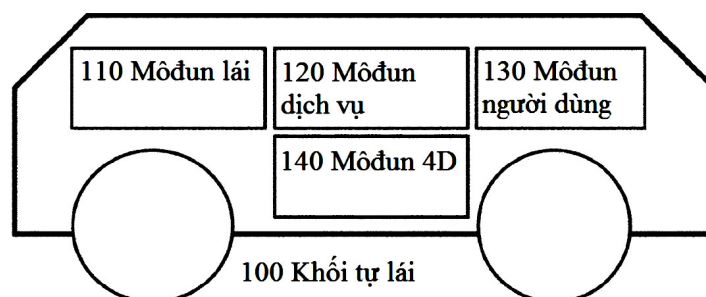 110 Môđun lái
120 Môđun
dịch vụ
130 Môđun
người dùng
140 Môđun 4D
100 Khối tự lái